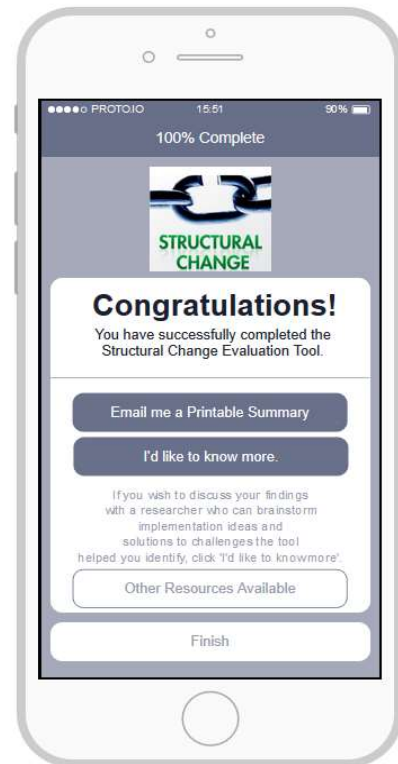 PROTO.IO 15:51 90%
100% Complete
STRUCTURAL
CHANGE
Congratulations!
You have successfully completed the
Structural Change Evaluation Tool.
Email me a Printable Summary
I'd like to know more.
If you wish to discuss your findings
with a researcher who can brainstorm
implementation ideas and
solutions to challenges the tool
helped you identify, click 'I'd like to knowmore'.
Other Resources Available
Finish